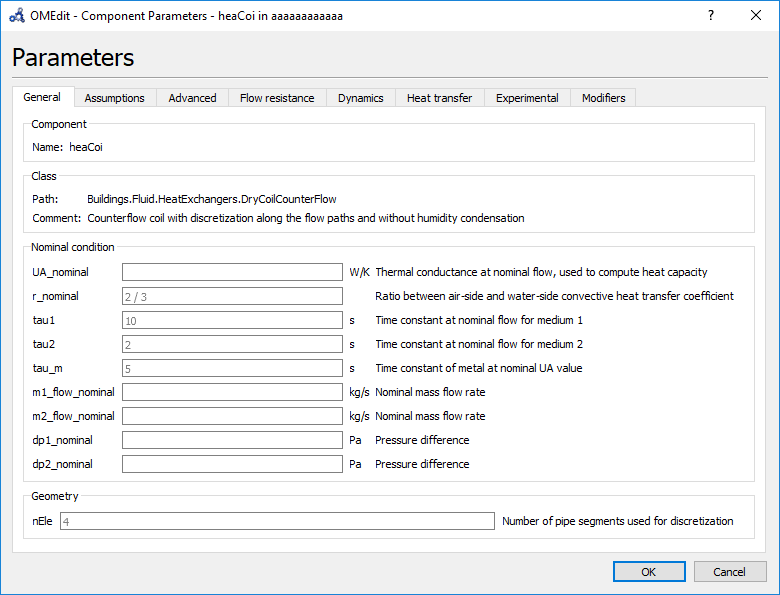 OMEdit - Component Parameters - heaCoi in aaaaaaaaaaaa
Parameters
General Assumptions Advanced Flow resistance Dynamics Heat transfer Experimental Modifiers
Component
Name: heaCoi
Class
Path: Buildings.Fluid.HeatExchangers.DryCoilCounterFlow
Comment: Counterflow coil with discretization along the flow paths and without humidity condensation
Nominal condition
UA_nominal W/K Thermal conductance at nominal flow, used to compute heat capacity
r_nominal 2 / 3 Ratio between air-side and water-side convective heat transfer coefficient
tau1 10 s Time constant at nominal flow for medium 1
tau2 2 s Time constant at nominal flow for medium 2
tau_m 5 s Time constant of metal at nominal UA value
m1_flow_nominal kg/s Nominal mass flow rate
m2_flow_nominal kg/s Nominal mass flow rate
dp1_nominal Pa Pressure difference
dp2_nominal Pa Pressure difference
Geometry
nEle 4 Number of pipe segments used for discretization
OK Cancel